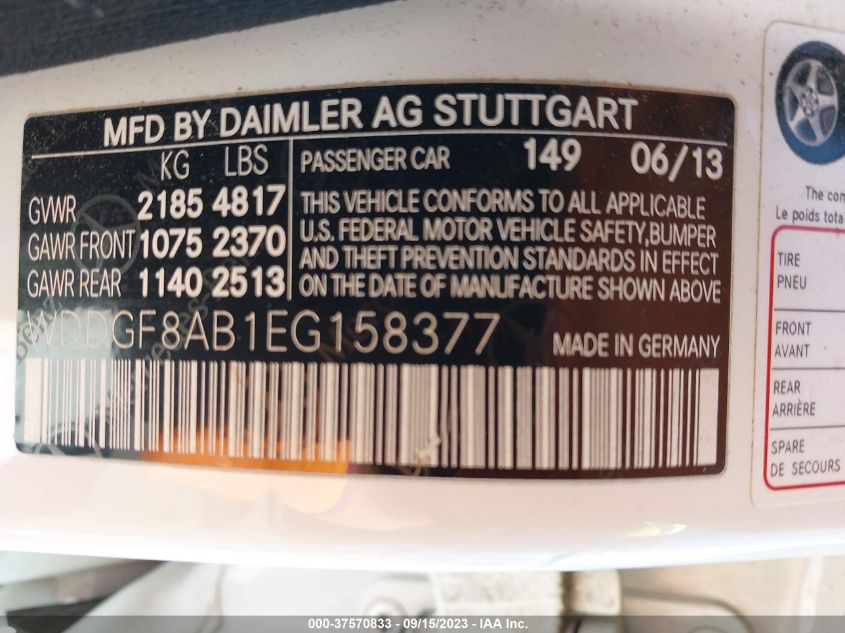 MFD BY DAIMLER AG STUTTGART
KG LBS
GVWR 2185 4817
GAWR FRONT 1075 2370
GAWR REAR 1140 2513
PASSENGER CAR 149 06/13
THIS VEHICLE CONFORMS TO ALL APPLICABLE
U.S. FEDERAL MOTOR VEHICLE SAFETY,BUMPER
AND THEFT PREVENTION STANDARDS IN EFFECT
ON THE DATE OF MANUFACTURE SHOWN ABOVE
WDDGF8AB1EG158377
MADE IN GERMANY
The com
Le poids tota
TIRE
PNEU
FRONT
AVANT
REAR
ARRIÈRE
SPARE
DE SECOURS
000-37570833 - 09/15/2023 - IAA Inc.